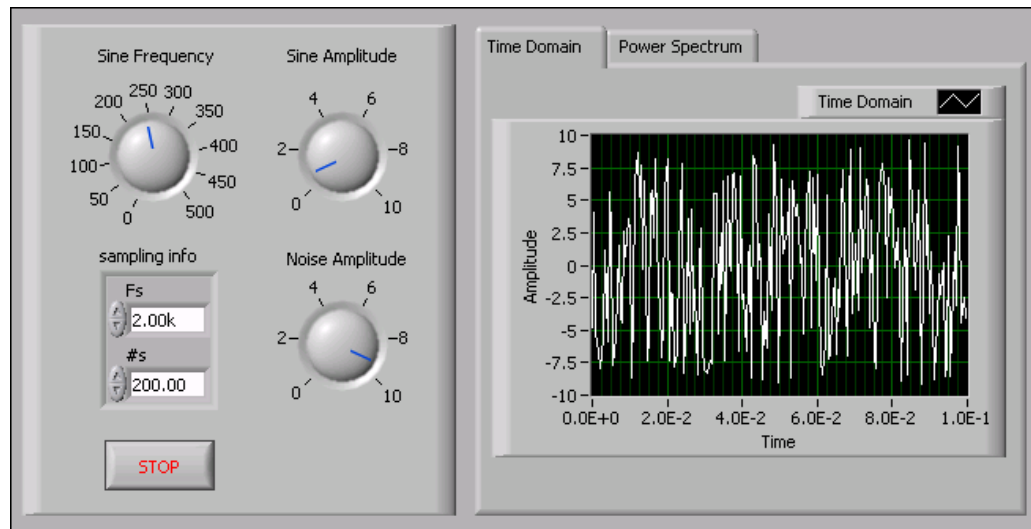 Sine Frequency
0
50
100
150
200
250
300
350
400
450
500
Sine Amplitude
0
2
4
6
8
10
sampling info
Fs
2.00k
#s
200.00
Noise Amplitude
0
2
4
6
8
10
STOP
Time Domain
Power Spectrum
Time Domain
Amplitude
10
7.5
5
2.5
0
-2.5
-5
-7.5
-10
0.0E+0 2.0E-2 4.0E-2 6.0E-2 8.0E-2 1.0E-1
Time